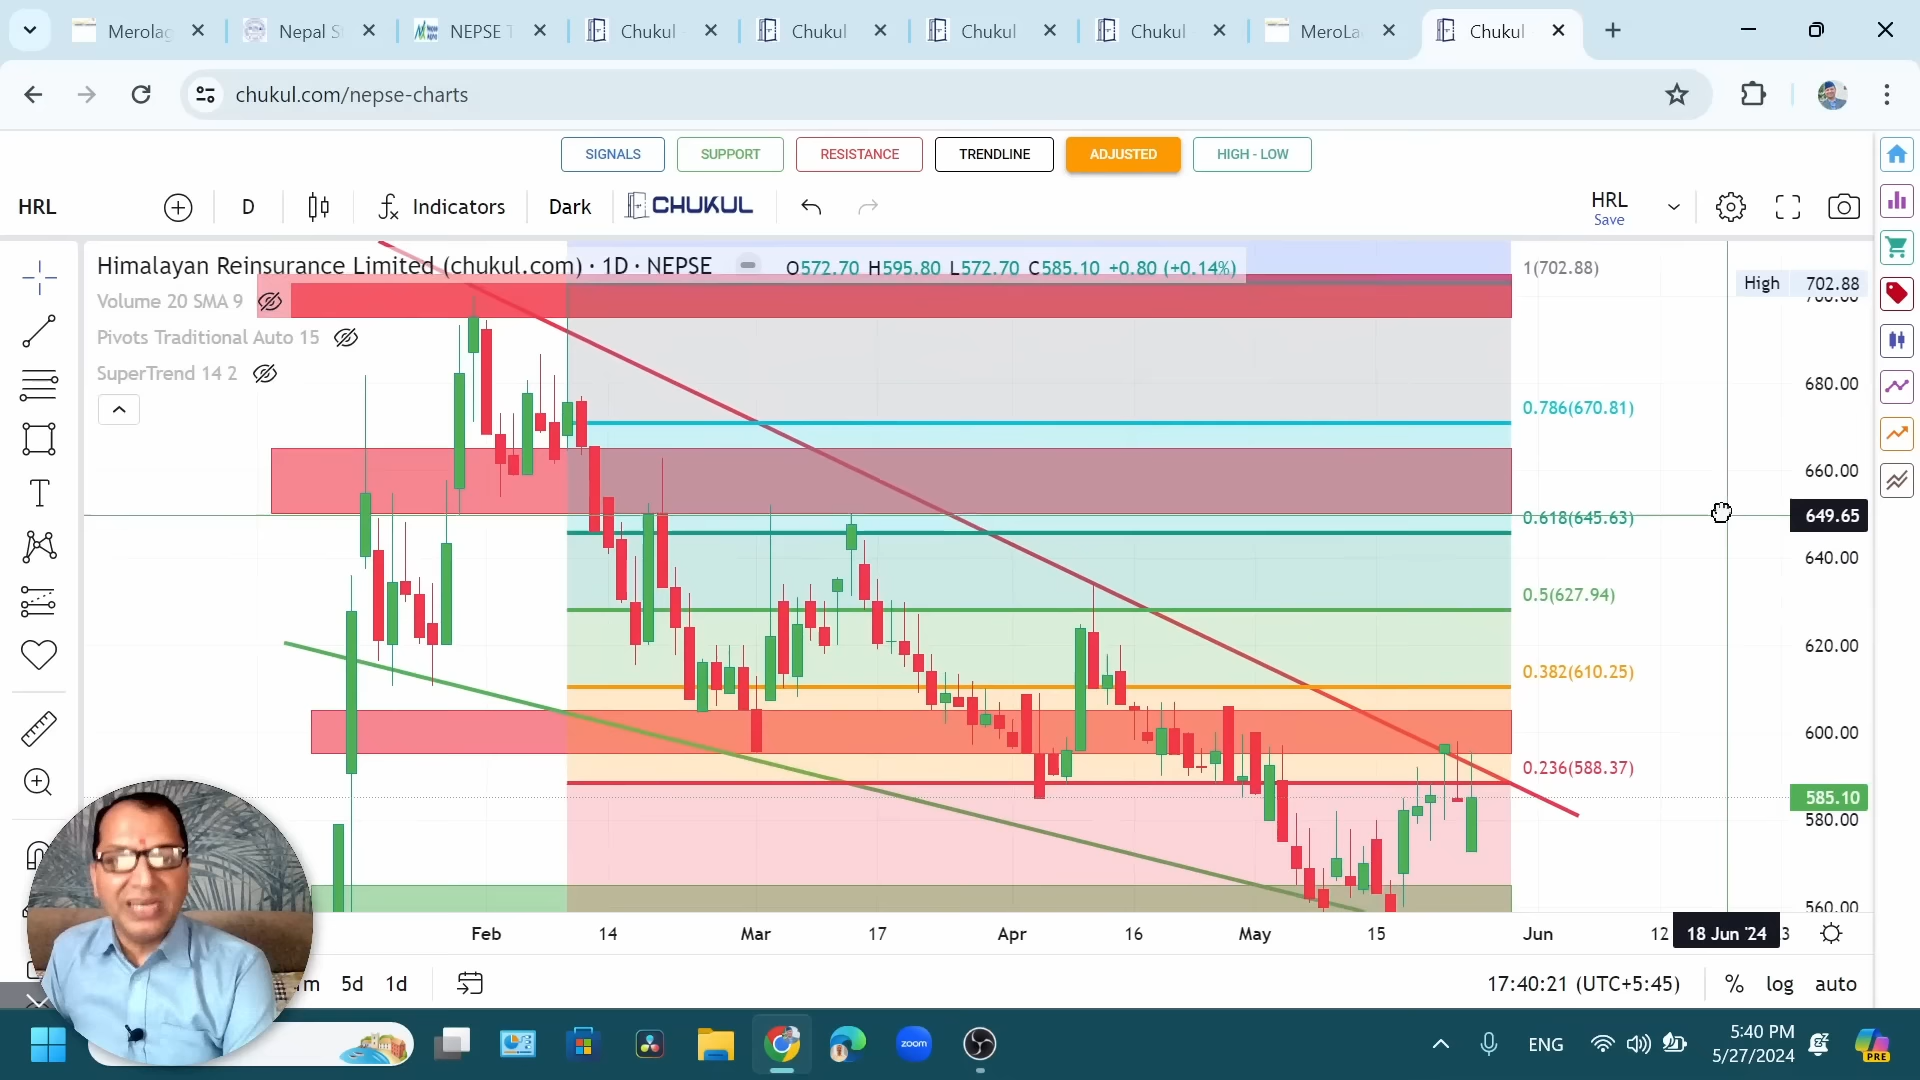 Merolag
Nepal S
NEPSE T
Chukul
Chukul
Chukul
Chukul
MeroLa
Chukul
chukul.com/nepse-charts
SIGNALS
SUPPORT
RESISTANCE
TRENDLINE
ADJUSTED
HIGH - LOW
HRL
D
Indicators
Dark
CHUKUL
HRL
Save
Himalayan Reinsurance Limited (chukul.com) · 1D · NEPSE
O572.70 H595.80 L572.70 C585.10 +0.80 (+0.14%)
1(702.88)
High 702.88
Volume 20 SMA 9
Pivots Traditional Auto 15
SuperTrend 14 2
680.00
0.786(670.81)
660.00
0.618(645.63)
649.65
640.00
0.5(627.94)
620.00
0.382(610.25)
600.00
0.236(588.37)
585.10
580.00
560.00
Feb
14
Mar
17
Apr
16
May
15
Jun
12
18 Jun '24
3
5d
1d
17:40:21 (UTC+5:45)
%
log
auto
zoom
ENG
5:40 PM
5/27/2024
PRE